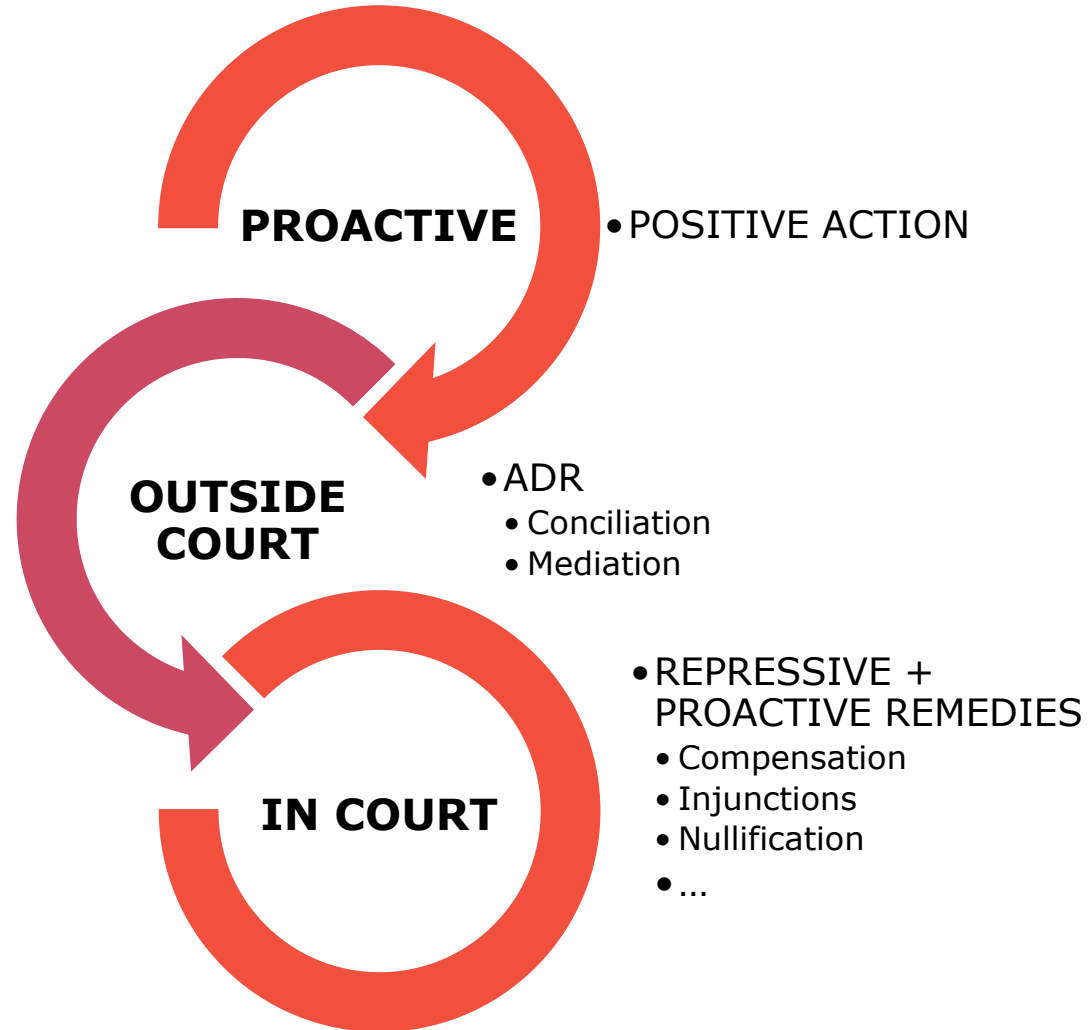 PROACTIVE
•POSITIVE ACTION
OUTSIDE
COURT
•ADR
• Conciliation
• Mediation
IN COURT
•REPRESSIVE +
PROACTIVE REMEDIES
• Compensation
• Injunctions
• Nullification
•...